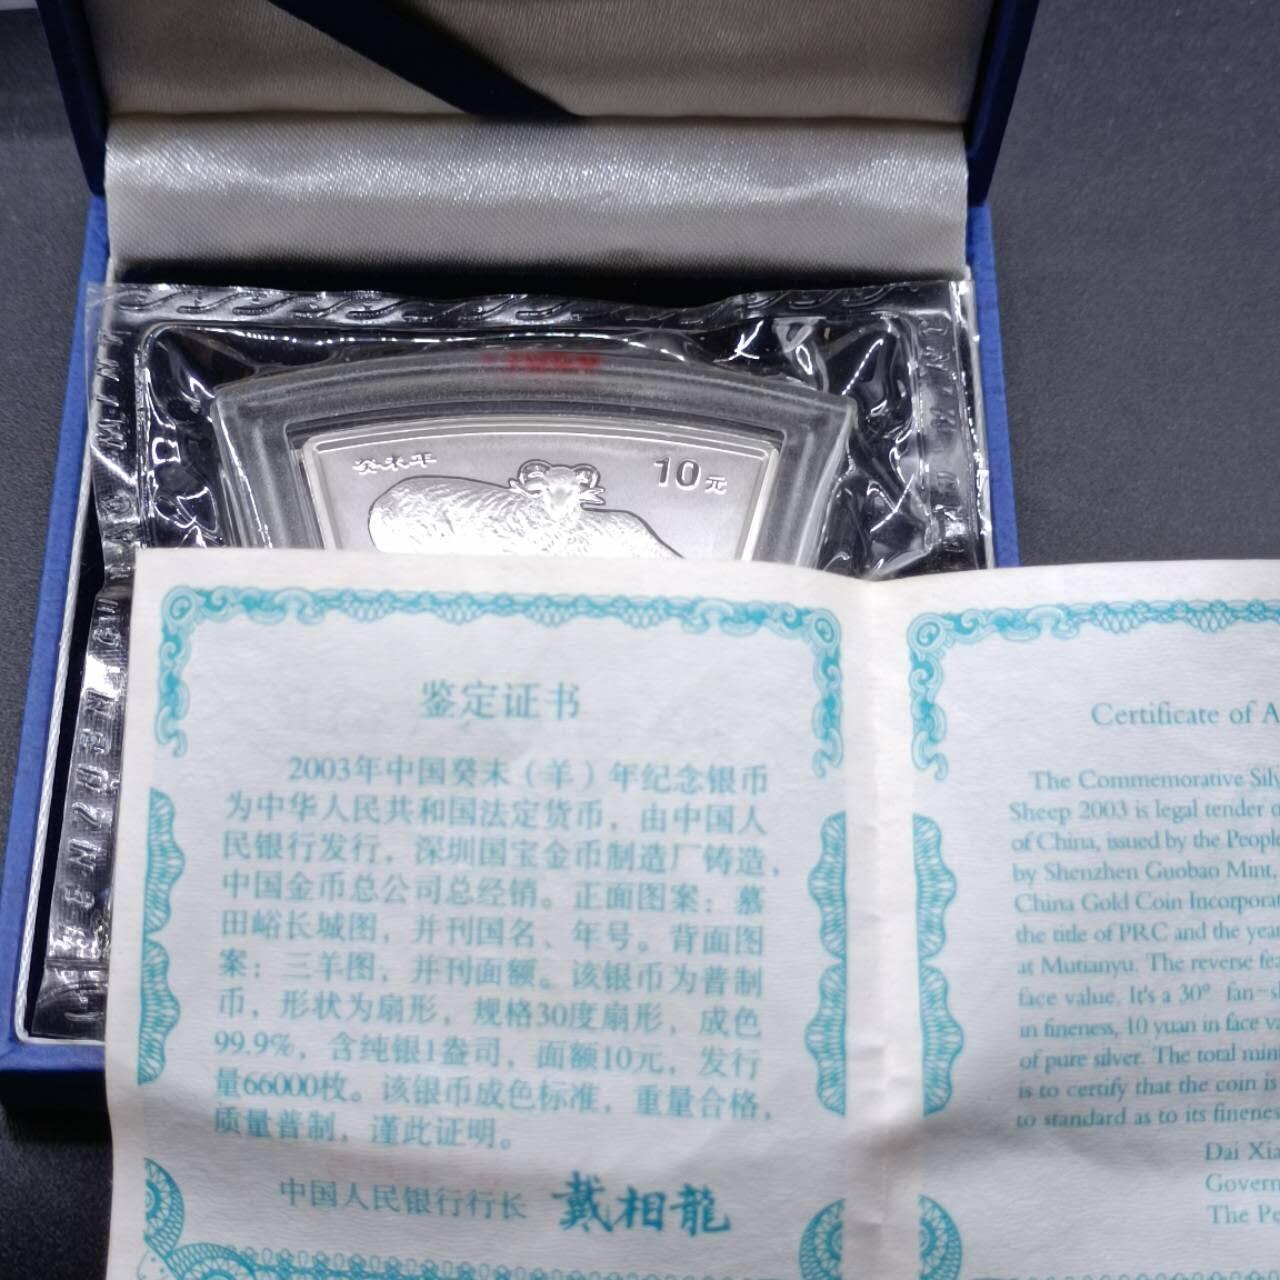 癸未年
10元
鉴定证书
2003年中国癸未（羊）年纪念银币
为中华人民共和国法定货币，由中国人
民银行发行，深圳国宝金币制造厂铸造，
中国金币总公司总经销。正面图案：慕
田峪长城图，并刊国名、年号。背面图
案：三羊图，并刊面额。该银币为普制
币，形状为扇形，规格30度扇形，成色
99.9%，含纯银1盎司，面额10元，发行
量66000枚。该银币成色标准，重量合格，
质量普制，谨此证明。
中国人民银行行长 戴相龍
Certificate of A
The Commemorative Sil
Sheep 2003 is legal tender
of China, issued by the People
by Shenzhen Guobao Mint,
China Gold Coin Incorporat
the title of PRC and the year
at Mutianyu. The reverse fea
face value. It's a 30° fan-s
in fineness, 10 yuan in face v
of pure silver. The total min
is to certify that the coin is
to standard as to its finenes
Dai Xia
Govern
The Pe